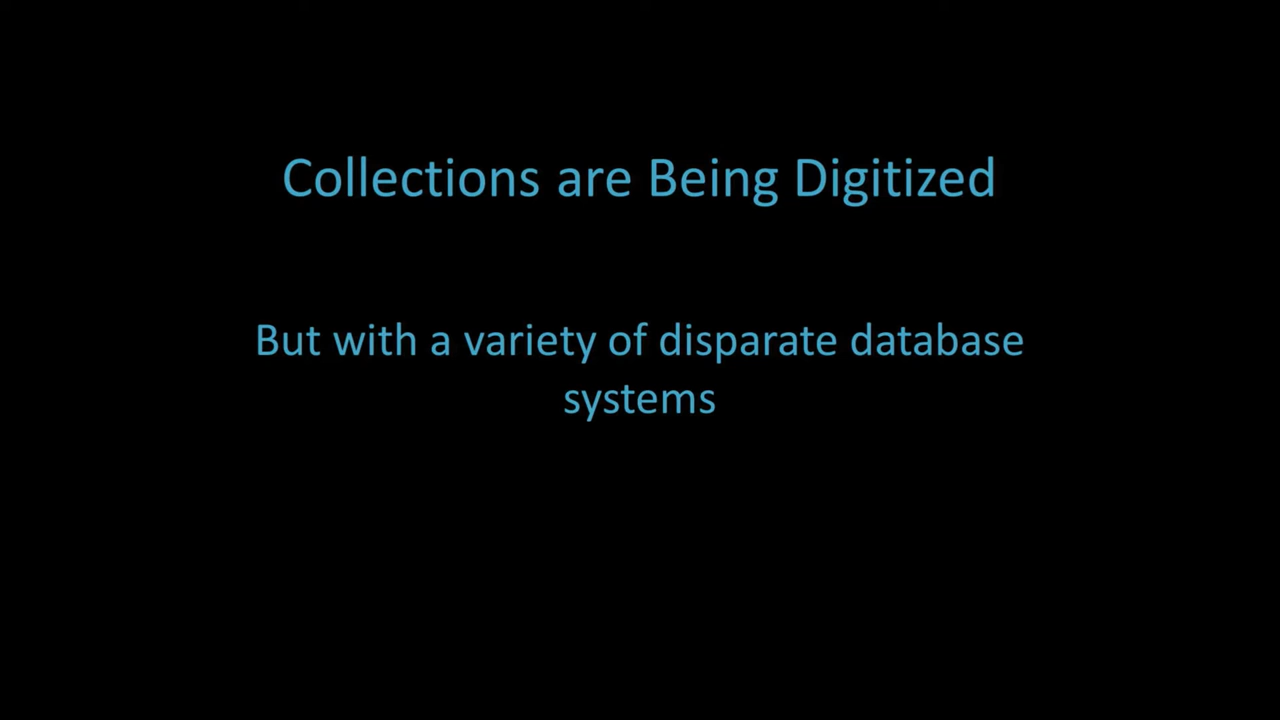 Collections are Being Digitized
But with a variety of disparate database
systems